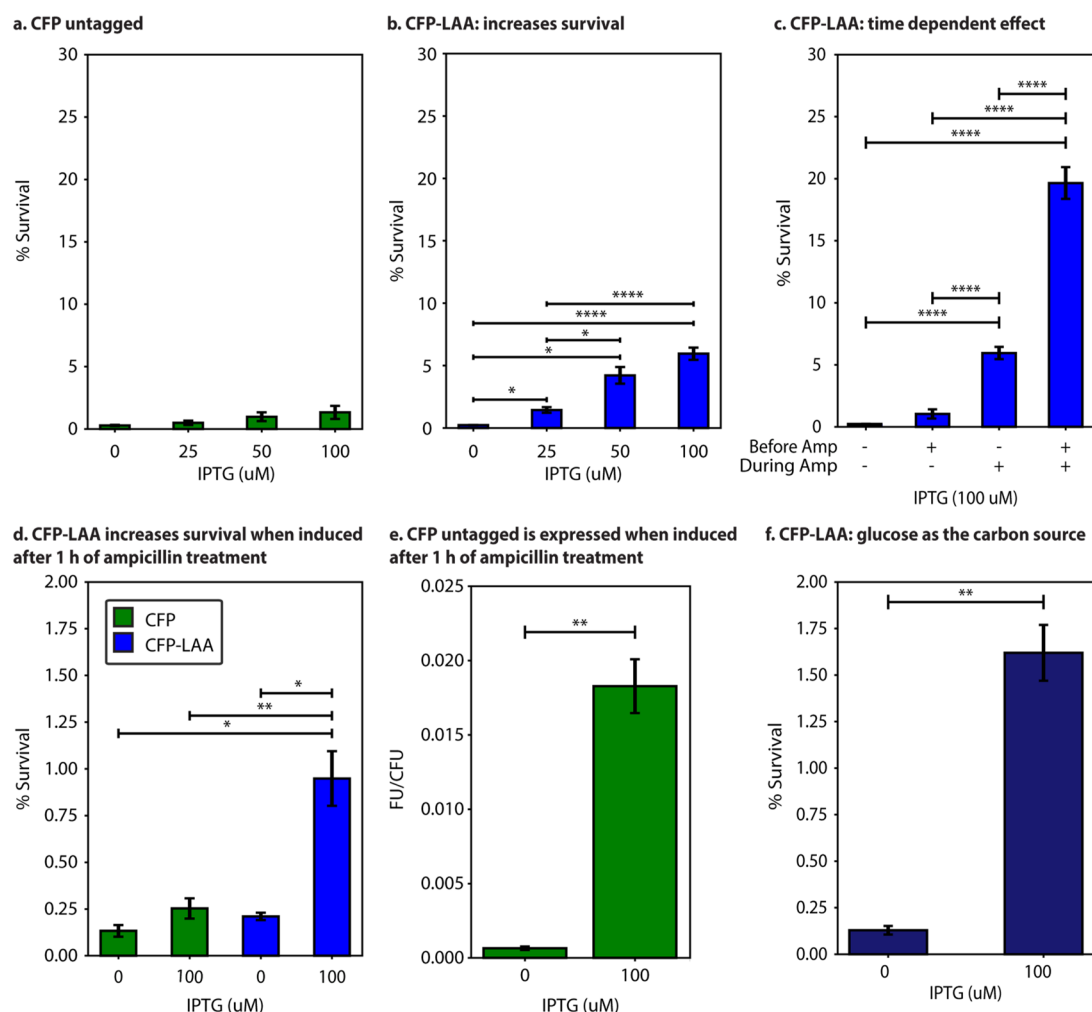 a. CFP untagged
30
25
20
15
10
5
0
% Survival
0 25 50 100
IPTG (uM)
b. CFP-LAA: increases survival
30
25
20
15
10
5
0
% Survival
****
****
*
*
*
0 25 50 100
IPTG (uM)
c. CFP-LAA: time dependent effect
30
25
20
15
10
5
0
% Survival
****
****
****
****
****
Before Amp - + - +
During Amp - - + +
IPTG (100 uM)
d. CFP-LAA increases survival when induced
after 1 h of ampicillin treatment
2.00
1.75
1.50
1.25
1.00
0.75
0.50
0.25
0.00
% Survival
CFP
CFP-LAA
*
**
*
0 100 0 100
IPTG (uM)
e. CFP untagged is expressed when induced
after 1 h of ampicillin treatment
0.025
0.020
0.015
0.010
0.005
0.000
FU/CFU
**
0 100
IPTG (uM)
f. CFP-LAA: glucose as the carbon source
2.00
1.75
1.50
1.25
1.00
0.75
0.50
0.25
0.00
% Survival
**
0 100
IPTG (uM)